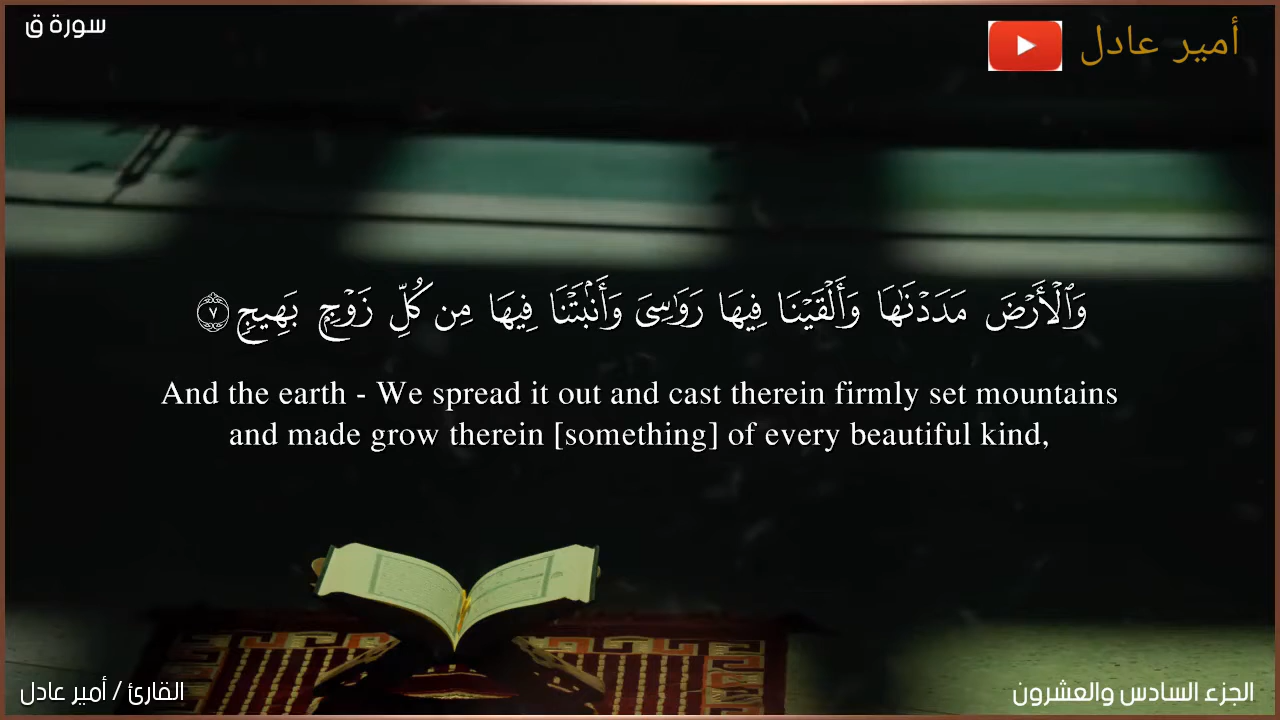 سورة ق
أمير عادل
وَٱلْأَرْضَ مَدَدْنَٰهَا وَأَلْقَيْنَا فِيهَا رَوَٰسِىَ وَأَنۢبَتْنَا فِيهَا مِن كُلِّ زَوْجٍۭ بَهِيجٍ ٧
And the earth - We spread it out and cast therein firmly set mountains
and made grow therein [something] of every beautiful kind,
القارئ / أمير عادل
الجزء السادس والعشرون